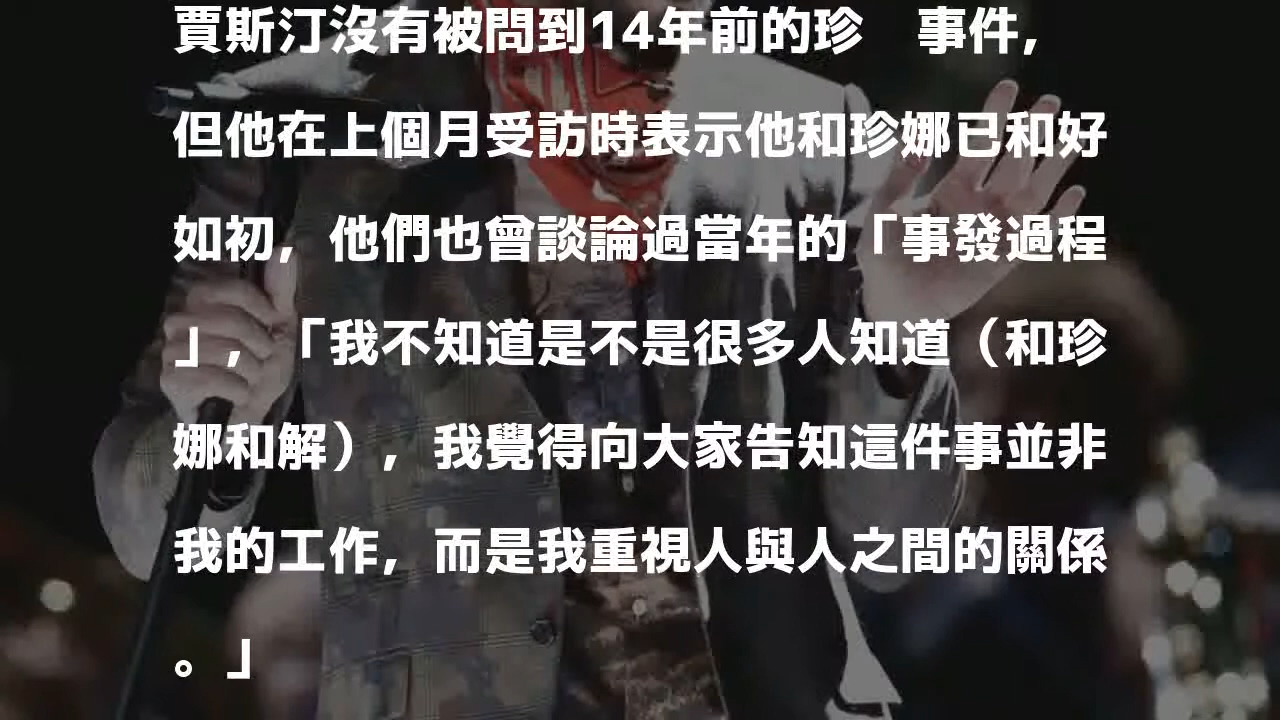 賈斯汀沒有被問到14年前的珍　事件,
但他在上個月受訪時表示他和珍娜已和好
如初，他們也曾談論過當年的「事發過程
」，「我不知道是不是很多人知道（和珍
娜和解），我覺得向大家告知這件事並非
我的工作，而是我重視人與人之間的關係
。」